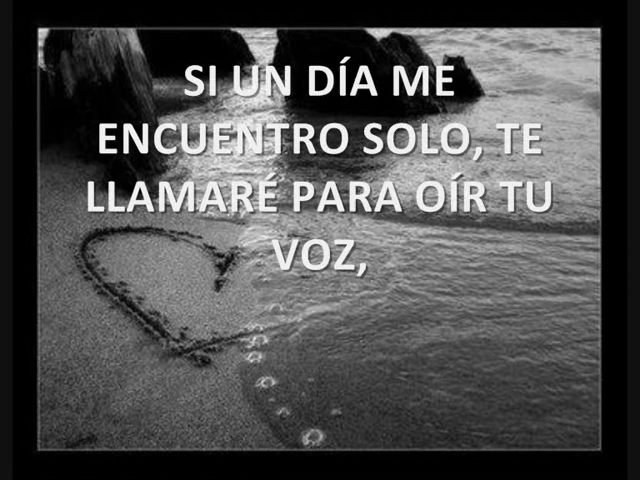 SI UN DÍA ME
ENCUENTRO SOLO, TE
LLAMARÉ PARA OÍR TU
VOZ,